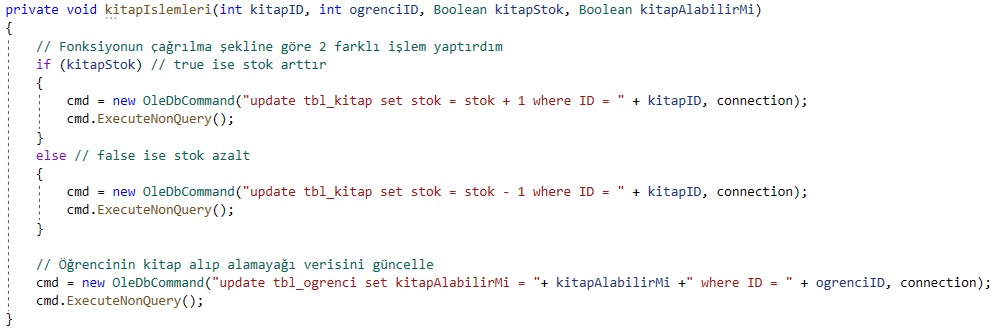 private void kitapIslemleri(int kitapID, int ogrenciID, Boolean kitapStok, Boolean kitapAlabilirMi)
{
// Fonksiyonun çağrılma şekline göre 2 farklı işlem yaptırdım
if (kitapStok) // true ise stok arttır
{
cmd = new OleDbCommand("update tbl_kitap set stok = stok + 1 where ID = " + kitapID, connection);
cmd.ExecuteNonQuery();
}
else // false ise stok azalt
{
cmd = new OleDbCommand("update tbl_kitap set stok = stok - 1 where ID = " + kitapID, connection);
cmd.ExecuteNonQuery();
}
// Öğrencinin kitap alıp alamayağı verisini güncelle
cmd = new OleDbCommand("update tbl_ogrenci set kitapAlabilirMi = "+ kitapAlabilirMi +" where ID = " + ogrenciID, connection);
cmd.ExecuteNonQuery();
}